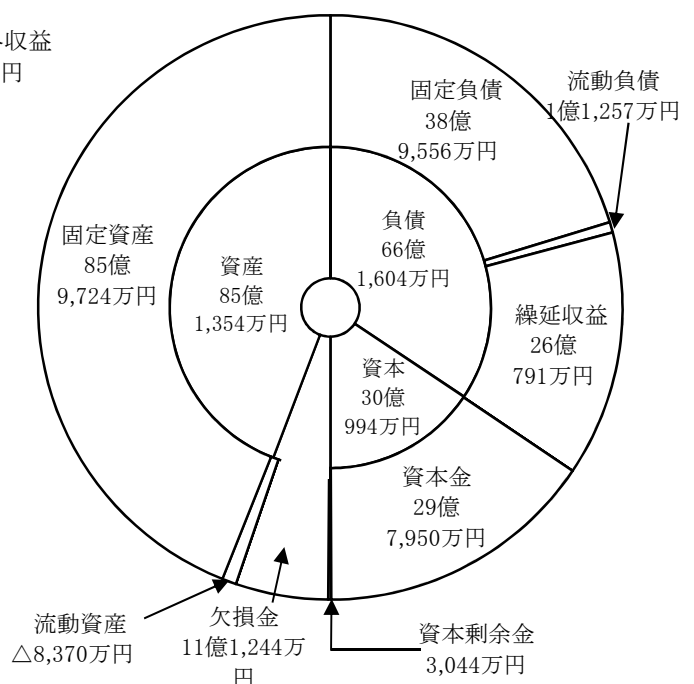 収益
円
固定負債
38億
9,556万円
流動負債
1億1,257万円
固定資産
85億
9,724万円
資産
85億
1,354万円
負債
66億
1,604万円
繰延収益
26億
791万円
資本
30億
994万円
資本金
29億
7,950万円
流動資産
△8,370万円
欠損金
11億1,244万
円
資本剰余金
3,044万円